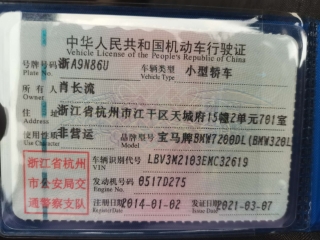 中华人民共和国机动车行驶证
Vehicle License of the People's Republic of China
号牌号码 浙A9N86U 车辆类型 小型轿车
Plate No. Vehicle Type
所有人 肖长流
Owner
住址 浙江省杭州市江干区天城府15幢2单元701室
Address
使用性质 非营运 品牌型号 宝马牌BMW7200DL(BMW320L
浙江省杭州市公安局交通警察支队
车辆识别代号 LBV3M2103EMC32619
VIN
发动机号码 0517D275
Engine No.
注册日期 2014-01-02 发证日期 2021-03-07
Register Date Issue Date